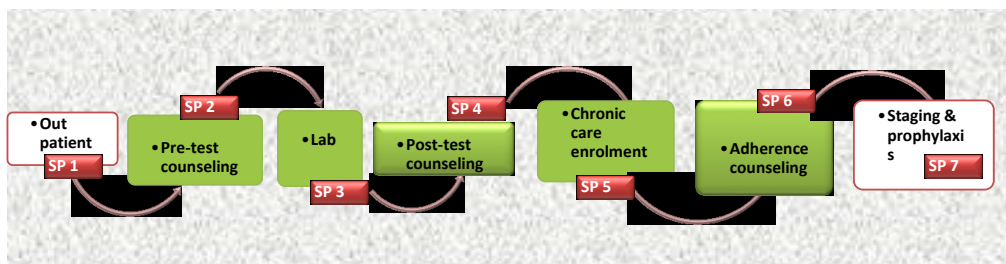 • Out
patient
SP 1
SP 2
• Pre-test
counseling
• Lab
SP 3
SP 4
• Post-test
counseling
• Chronic
care
enrolment
SP 5
SP 6
• Adherence
counseling
• Staging &
prophylaxi
s
SP 7